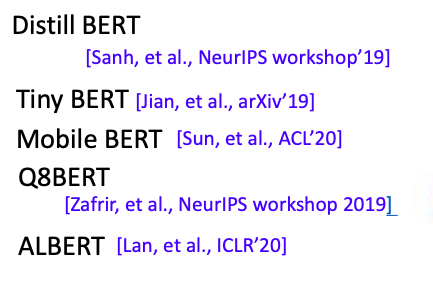 Distill BERT
[Sanh, et al., NeurIPS workshop’19]
Tiny BERT [Jian, et al., arXiv’19]
Mobile BERT [Sun, et al., ACL’20]
Q8BERT
[Zafrir, et al., NeurIPS workshop 2019]
ALBERT [Lan, et al., ICLR’20]